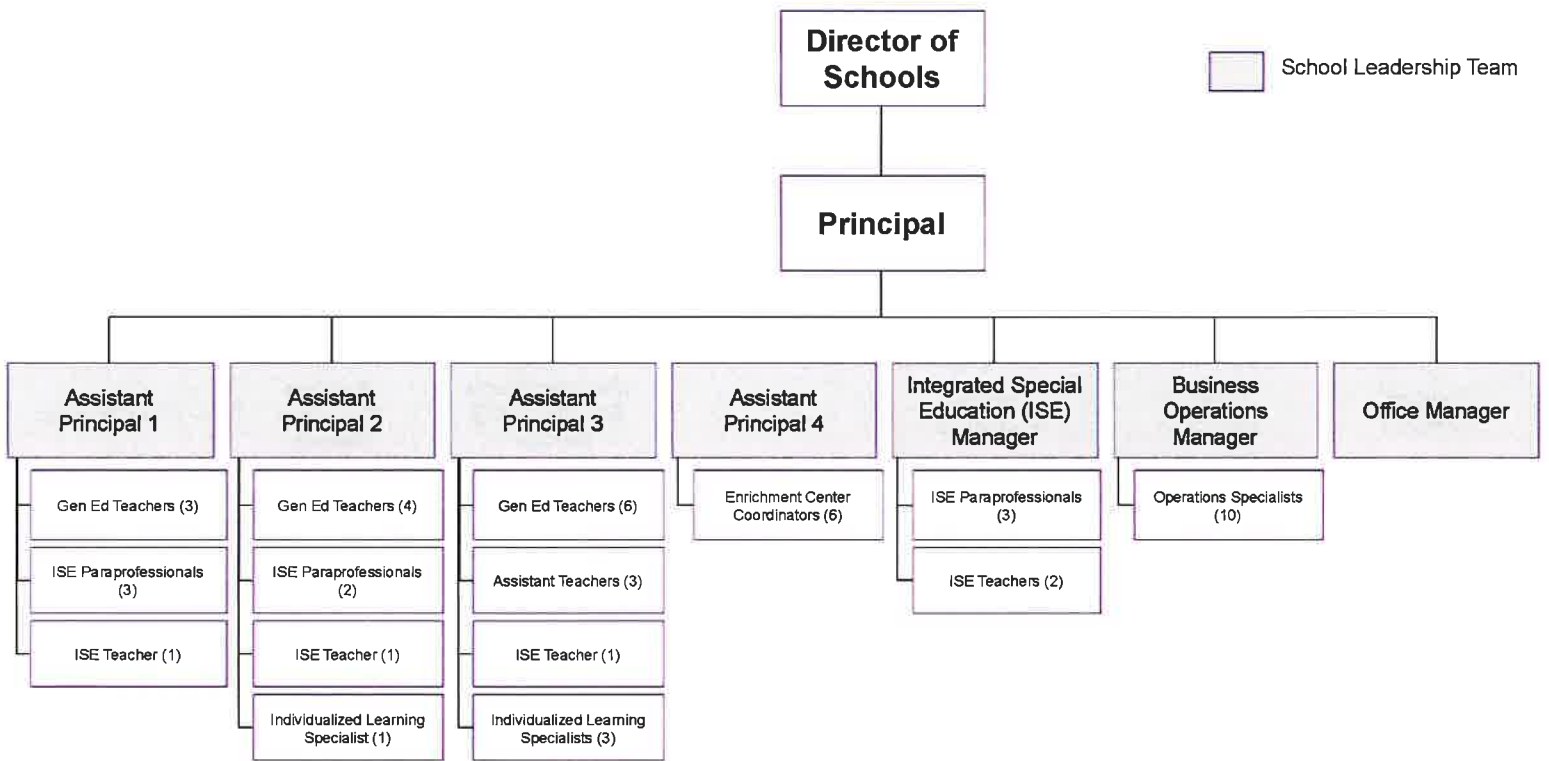 Director of
Schools
School Leadership Team
Principal
Assistant
Principal 1
Assistant
Principal 2
Assistant
Principal 3
Assistant
Principal 4
Integrated Special
Education (ISE)
Manager
Business
Operations
Manager
Office Manager
Gen Ed Teachers (3)
ISE Paraprofessionals
(3)
ISE Teacher (1)
Gen Ed Teachers (4)
ISE Paraprofessionals
(2)
ISE Teacher (1)
Individualized Learning
Specialist (1)
Gen Ed Teachers (6)
Assistant Teachers (3)
ISE Teacher (1)
Individualized Learning
Specialists (3)
Enrichment Center
Coordinators (6)
ISE Paraprofessionals
(3)
ISE Teachers (2)
Operations Specialists
(10)